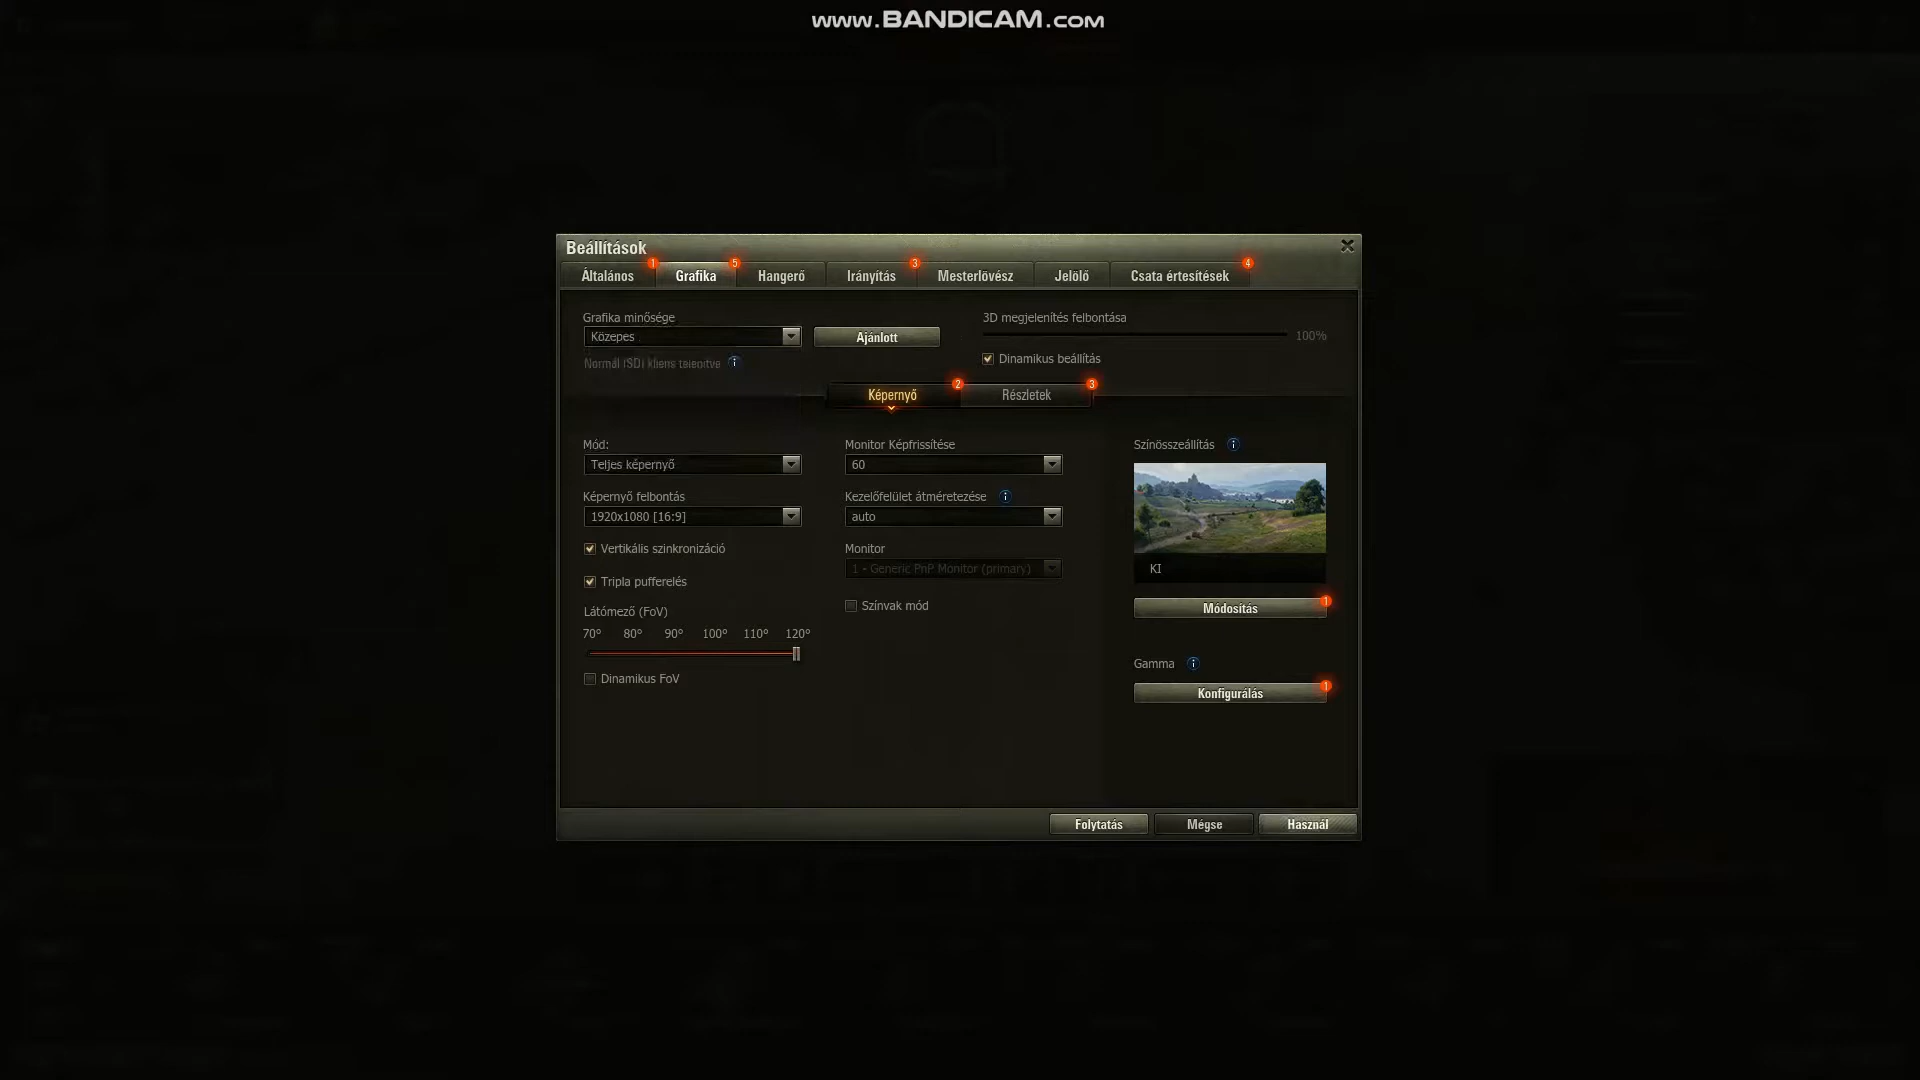 www.BANDICAM.com
Beállítások
Általános 1 Grafika 5 Hangerő Irányítás 3 Mesterlövész Jelölő Csata értesítések 4
Grafika minősége
Közepes
Ajánlott
Normál (SD) kliens telepítve
3D megjelenítés felbontása
100%
Dinamikus beállítás
Képernyő 2 Részletek 3
Mód:
Teljes képernyő
Képernyő felbontás
1920x1080 [16:9]
Vertikális szinkronizáció
Tripla pufferelés
Látómező (FoV)
70° 80° 90° 100° 110° 120°
Dinamikus FoV
Monitor Képfrissítése
60
Kezelőfelület átméretezése
auto
Monitor
1 - Generic PnP Monitor (primary)
Színvak mód
Színösszeállítás
KI
Módosítás 1
Gamma
Konfigurálás 1
Folytatás Mégse Használ